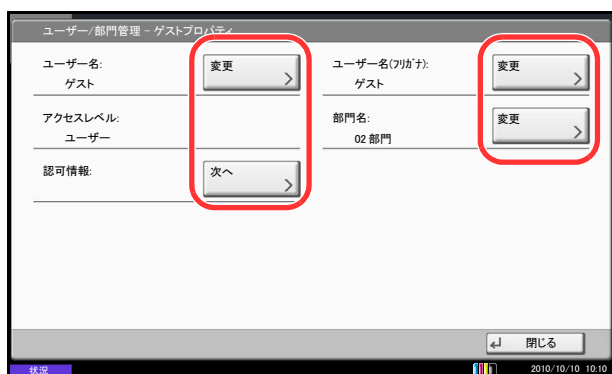 ユーザー/部門管理 - ゲストプロパティ
ユーザー名:
ゲスト
変更
ユーザー名(フリガナ):
ゲスト
変更
アクセスレベル:
ユーザー
部門名:
02 部門
変更
認可情報:
次へ
閉じる
状況
2010/10/10 10:10